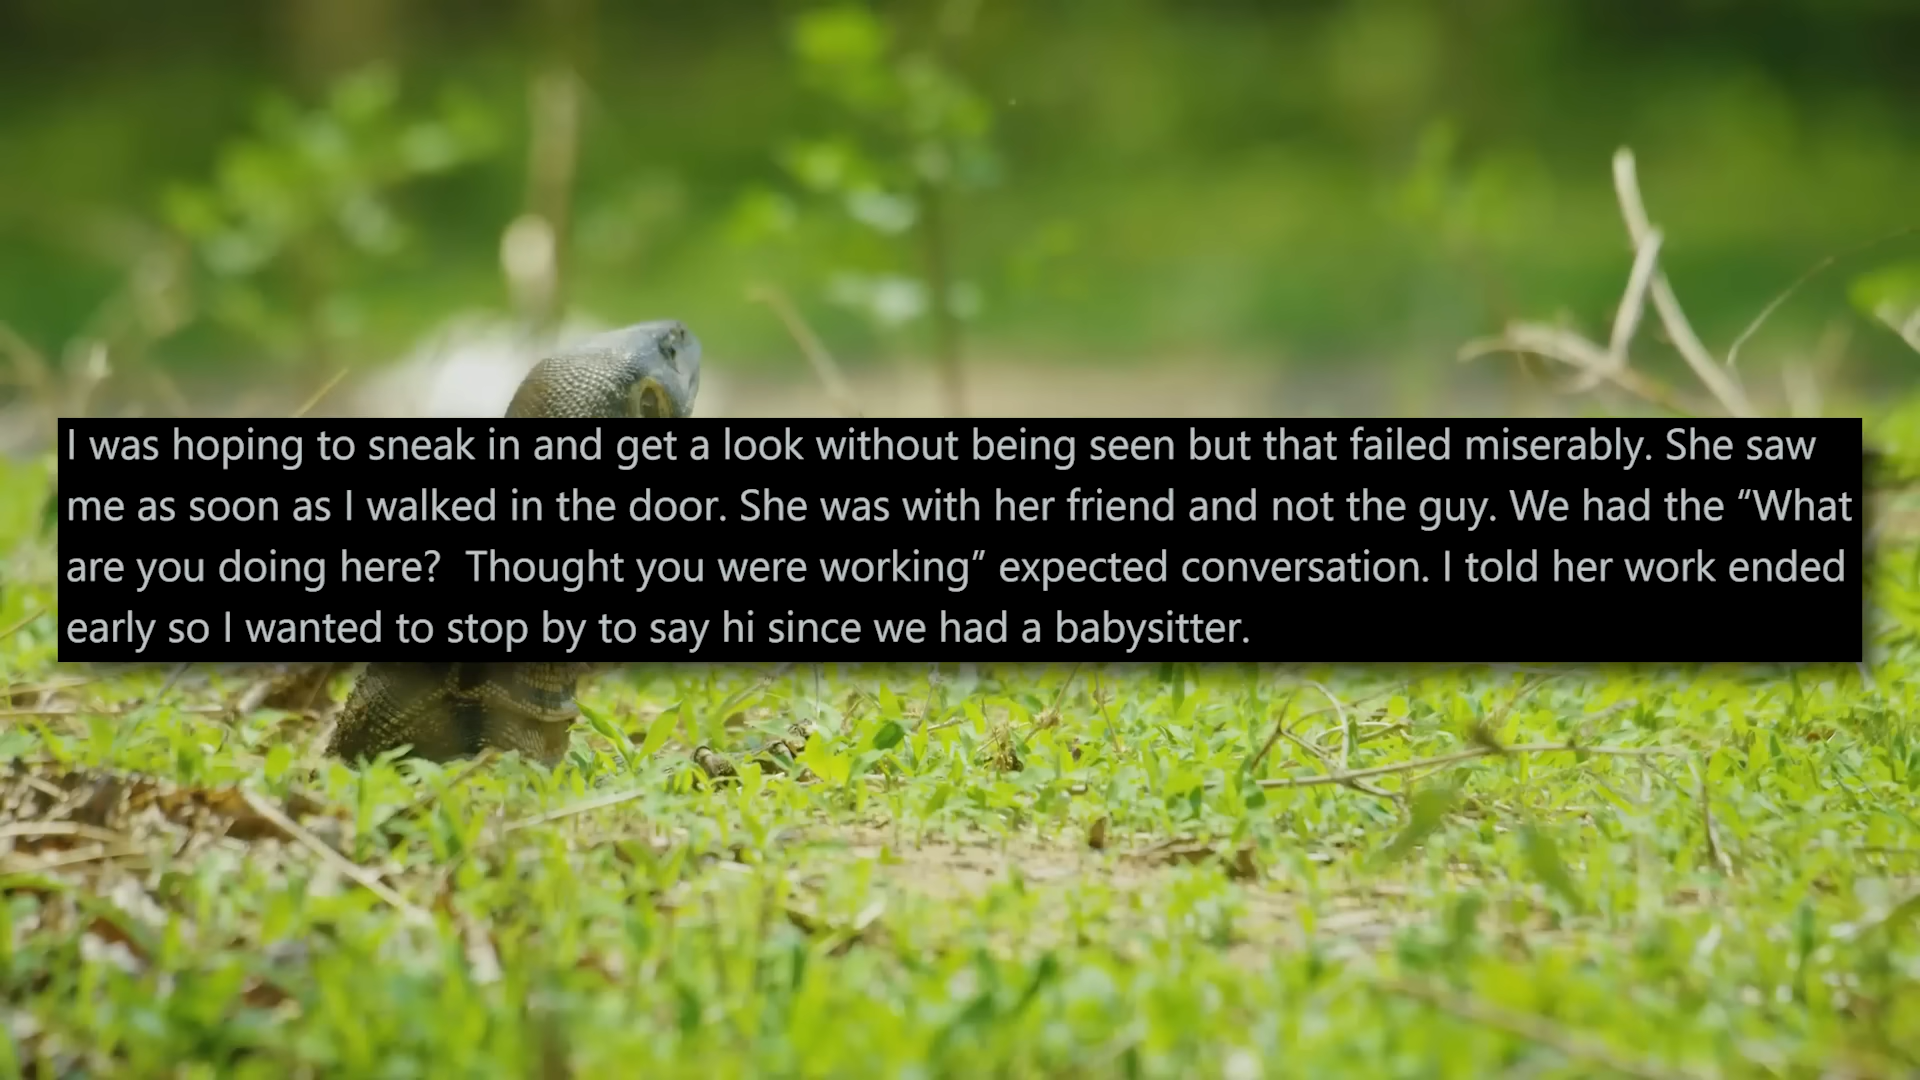 I was hoping to sneak in and get a look without being seen but that failed miserably. She saw
me as soon as I walked in the door. She was with her friend and not the guy. We had the “What
are you doing here?  Thought you were working” expected conversation. I told her work ended
early so I wanted to stop by to say hi since we had a babysitter.